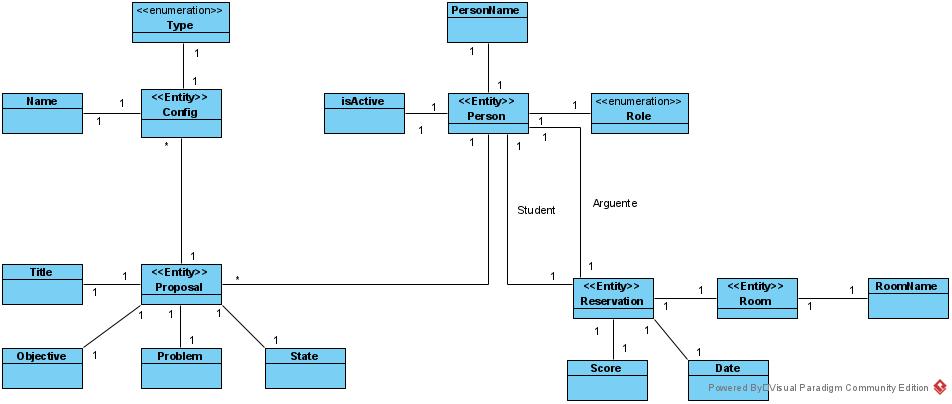 <<enumeration>>
Type
PersonName
1
1
1
1
Name
1
1
<<Entity>>
Config
isActive
1
1
<<Entity>>
Person
1
1
<<enumeration>>
Role
*
1
1
1
Student
Arguente
1
1
1
Title
1
1
<<Entity>>
Proposal
*
<<Entity>>
Reservation
1
1
<<Entity>>
Room
1
1
RoomName
1
1
1
1
1
1
1
1
1
1
Objective
Problem
State
Score
Date
Powered By Visual Paradigm Community Edition